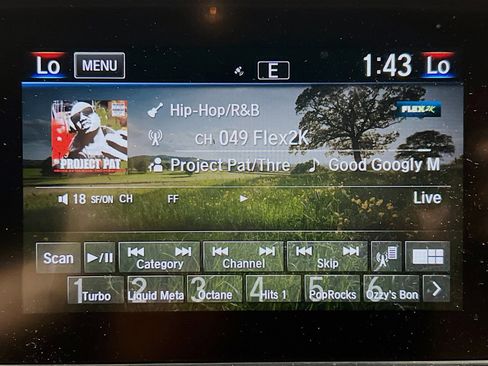 Lo MENU E 1:43 Lo
Hip-Hop/R&B FLEX2K
CH 049 Flex2K
PROJECT PAT
Project Pat/Thre Good Googly M
18 SF/ON CH FF Live
Scan Category Channel Skip
1 Turbo 2 Liquid Meta 3 Octane 4 Hits 1 5 PopRocks 6 Ozzy's Bon